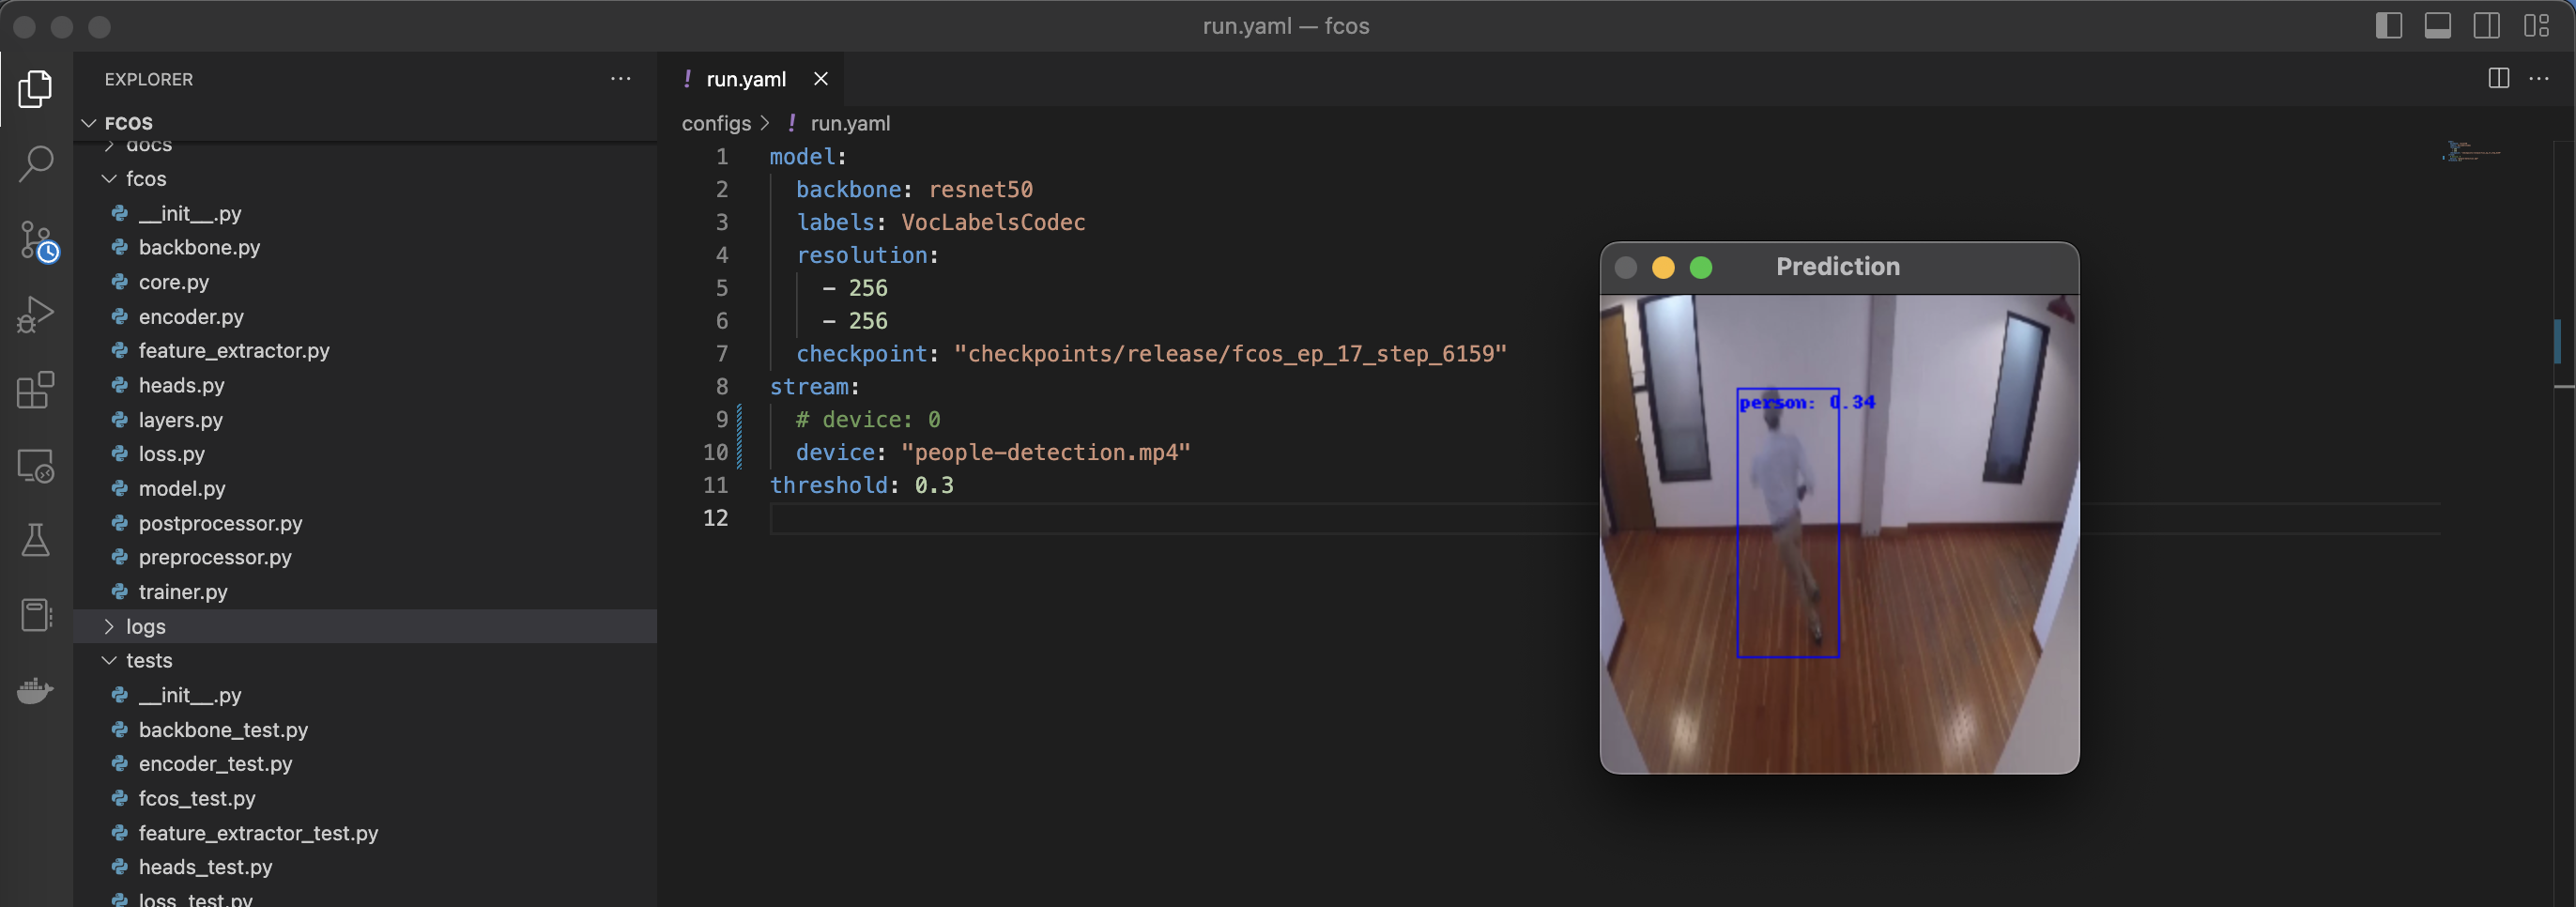 run.yaml — fcos
EXPLORER
FCOS
docs
fcos
__init__.py
backbone.py
core.py
encoder.py
feature_extractor.py
heads.py
layers.py
loss.py
model.py
postprocessor.py
preprocessor.py
trainer.py
logs
tests
__init__.py
backbone_test.py
encoder_test.py
fcos_test.py
feature_extractor_test.py
heads_test.py
loss_test.py
! run.yaml
configs > ! run.yaml
1 model:
2 backbone: resnet50
3 labels: VocLabelsCodec
4 resolution:
5 - 256
6 - 256
7 checkpoint: "checkpoints/release/fcos_ep_17_step_6159"
8 stream:
9 # device: 0
10 device: "people-detection.mp4"
11 threshold: 0.3
12
Prediction
person: 0.34